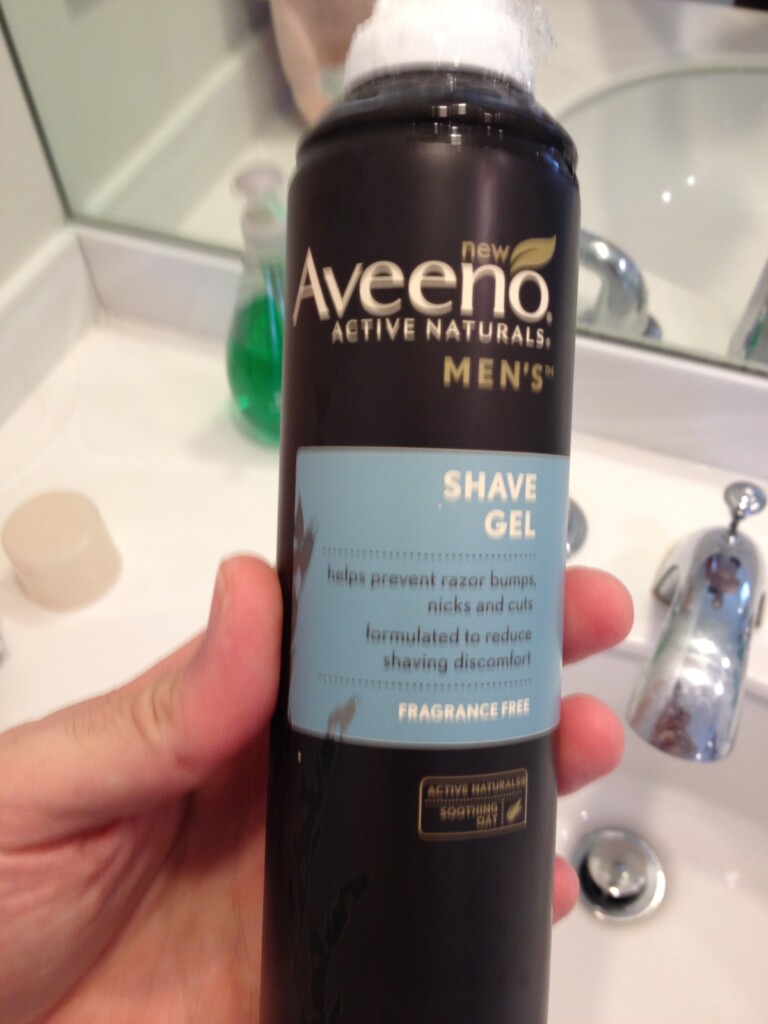 new
Aveeno®
ACTIVE NATURALS®
MEN'S™
SHAVE
GEL
helps prevent razor bumps,
nicks and cuts
formulated to reduce
shaving discomfort
FRAGRANCE FREE
ACTIVE NATURALS®
SOOTHING
OAT